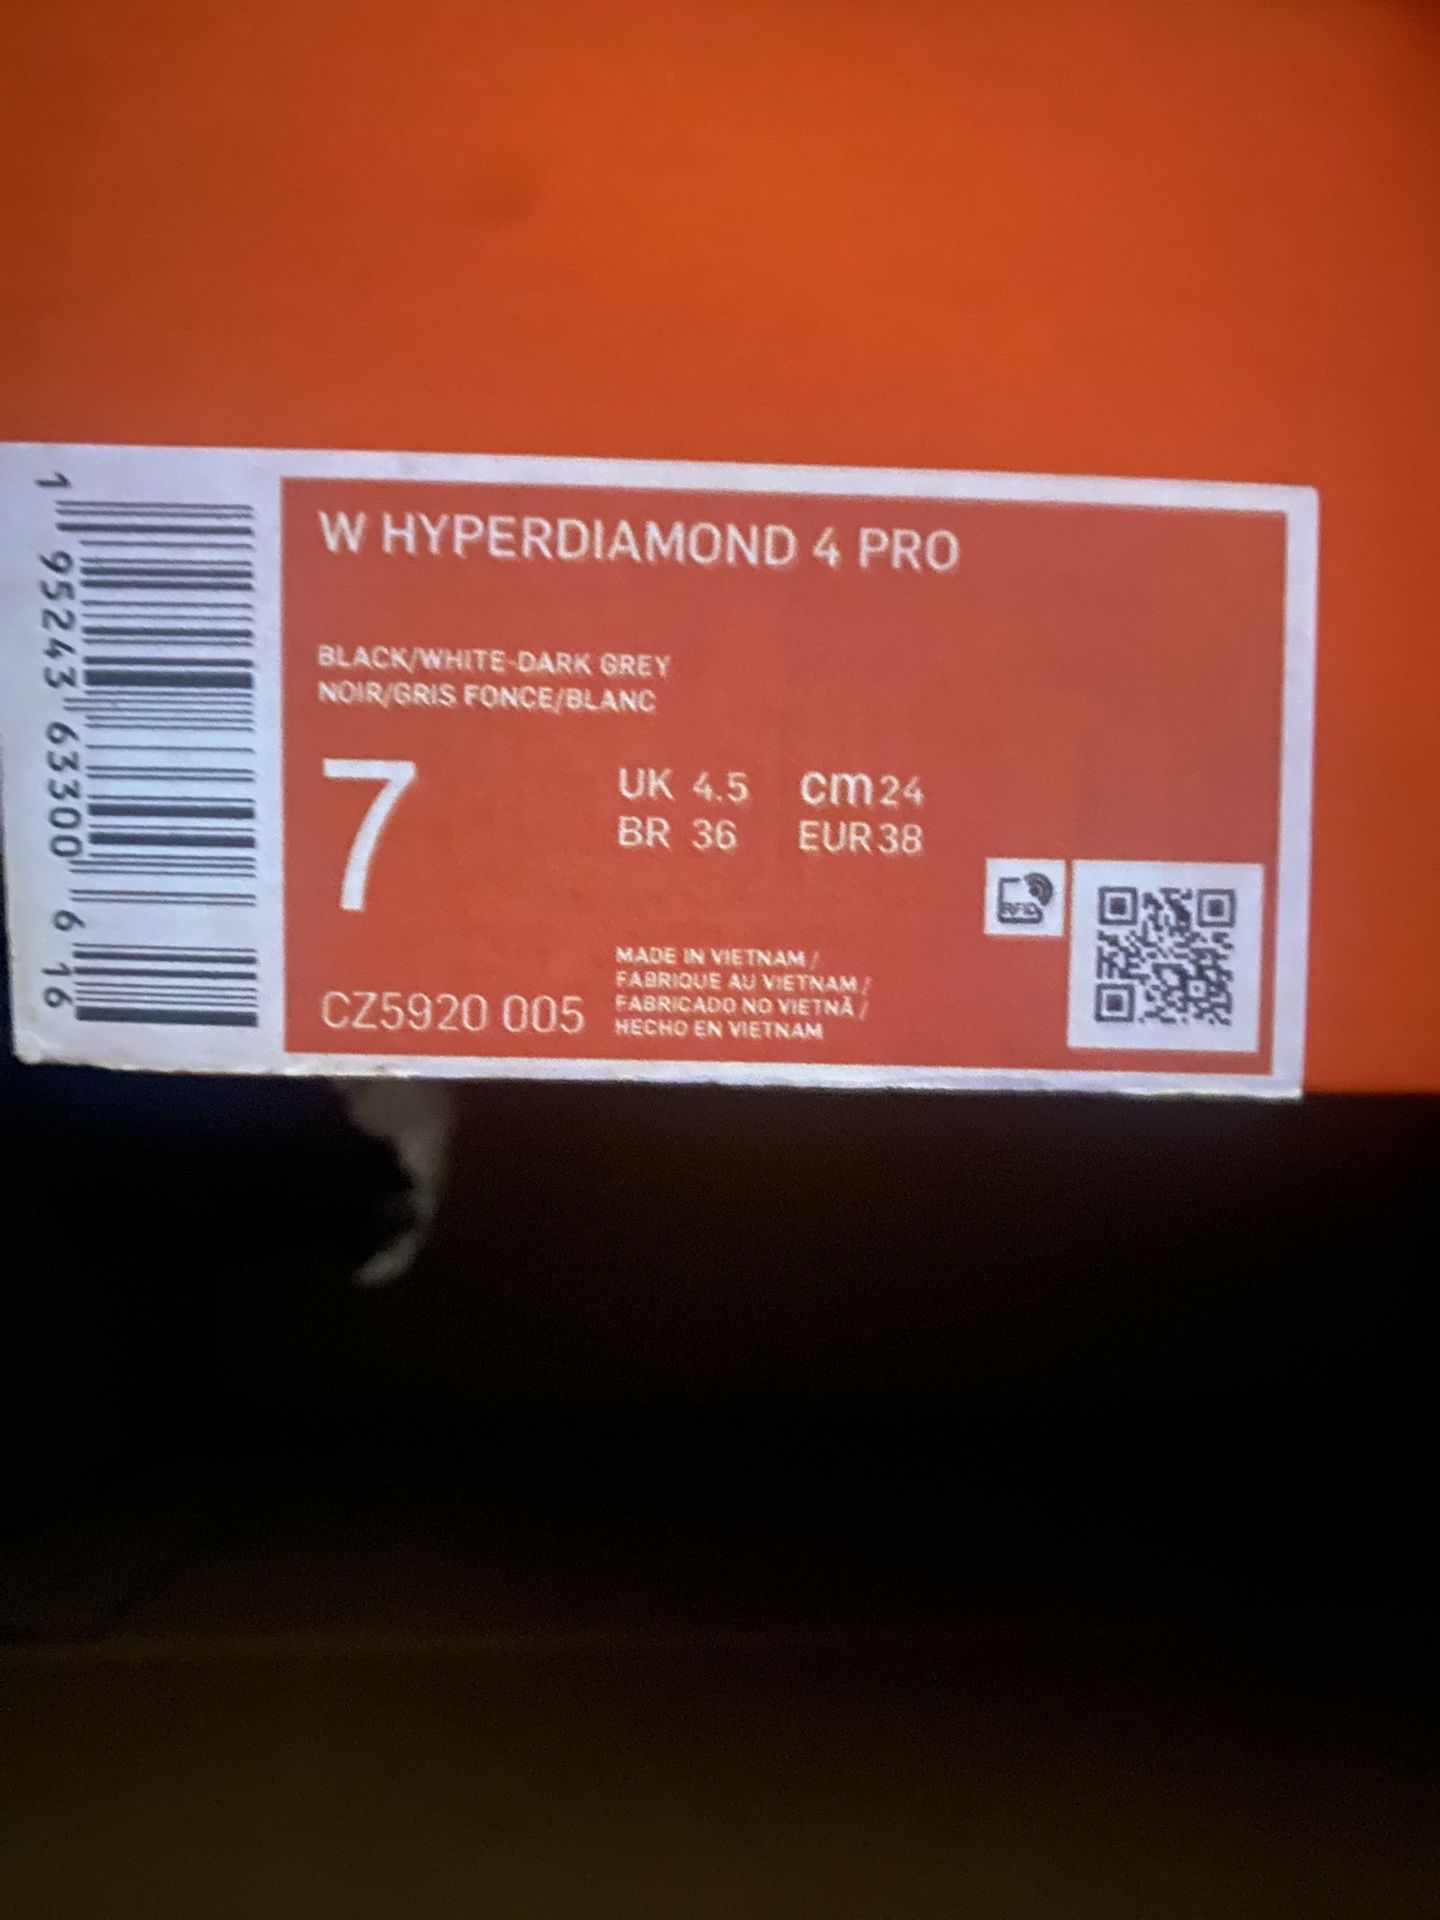 W HYPERDIAMOND 4 PRO
BLACK/WHITE-DARK GREY
NOIR/GRIS FONCE/BLANC
7
UK 4.5 cm 24
BR 36 EUR 38
MADE IN VIETNAM /
FABRIQUE AU VIETNAM /
FABRICADO NO VIETNÃ /
HECHO EN VIETNAM
CZ5920 005
RFID
1 95243 63300 6 16